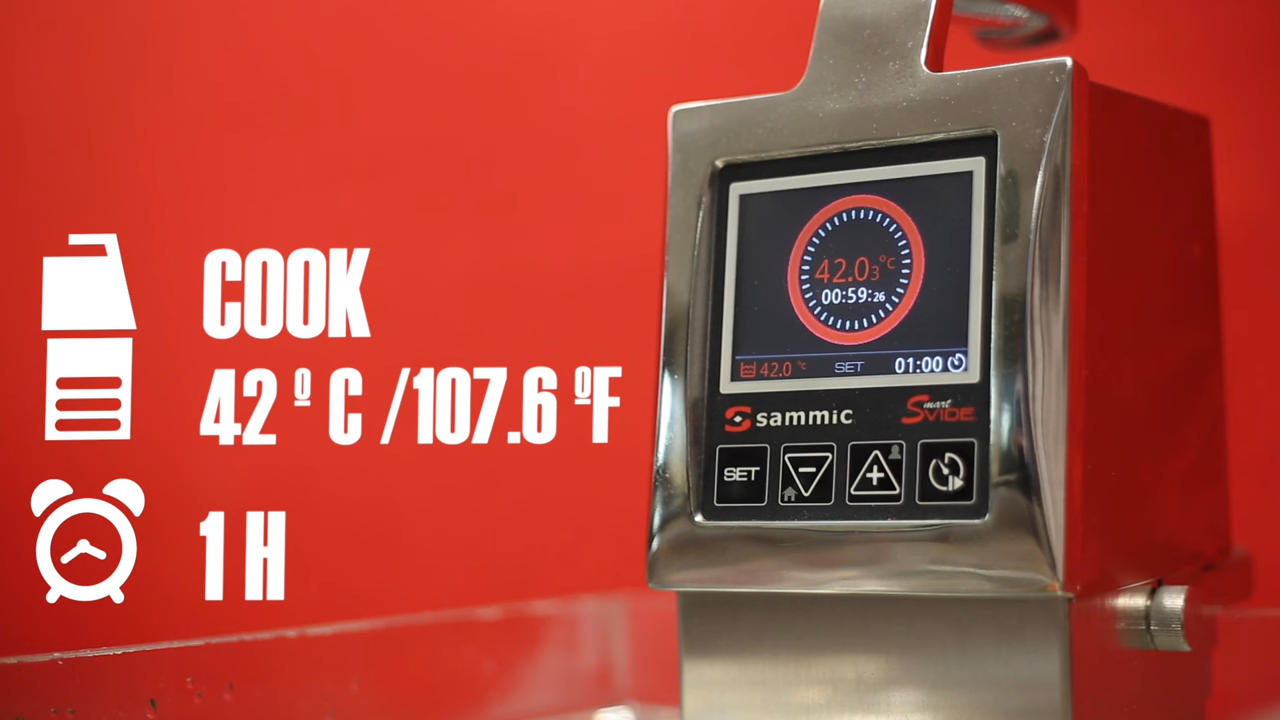 COOK
42 º C /107.6 ºF
1 H
42.03°C
00:59:26
42.0 °C SET 01:00
sammic
Smart SVIDE
SET